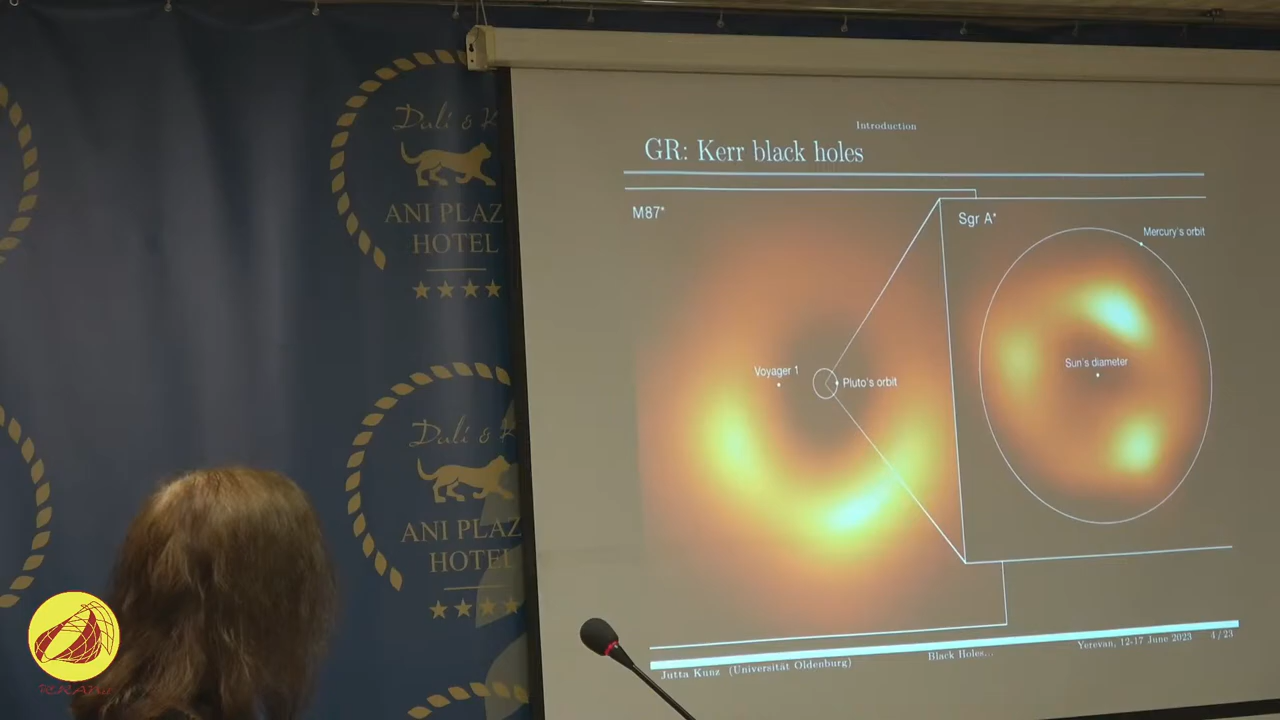 ANI PLAZ
HOTEL
ANI PLAZ
HOTEL
Introduction
GR: Kerr black holes
M87*
Sgr A*
Mercury's orbit
Voyager 1
Pluto's orbit
Sun's diameter
Jutta Kunz (Universität Oldenburg)
Black Holes...
Yerevan, 12-17 June 2023
4/23